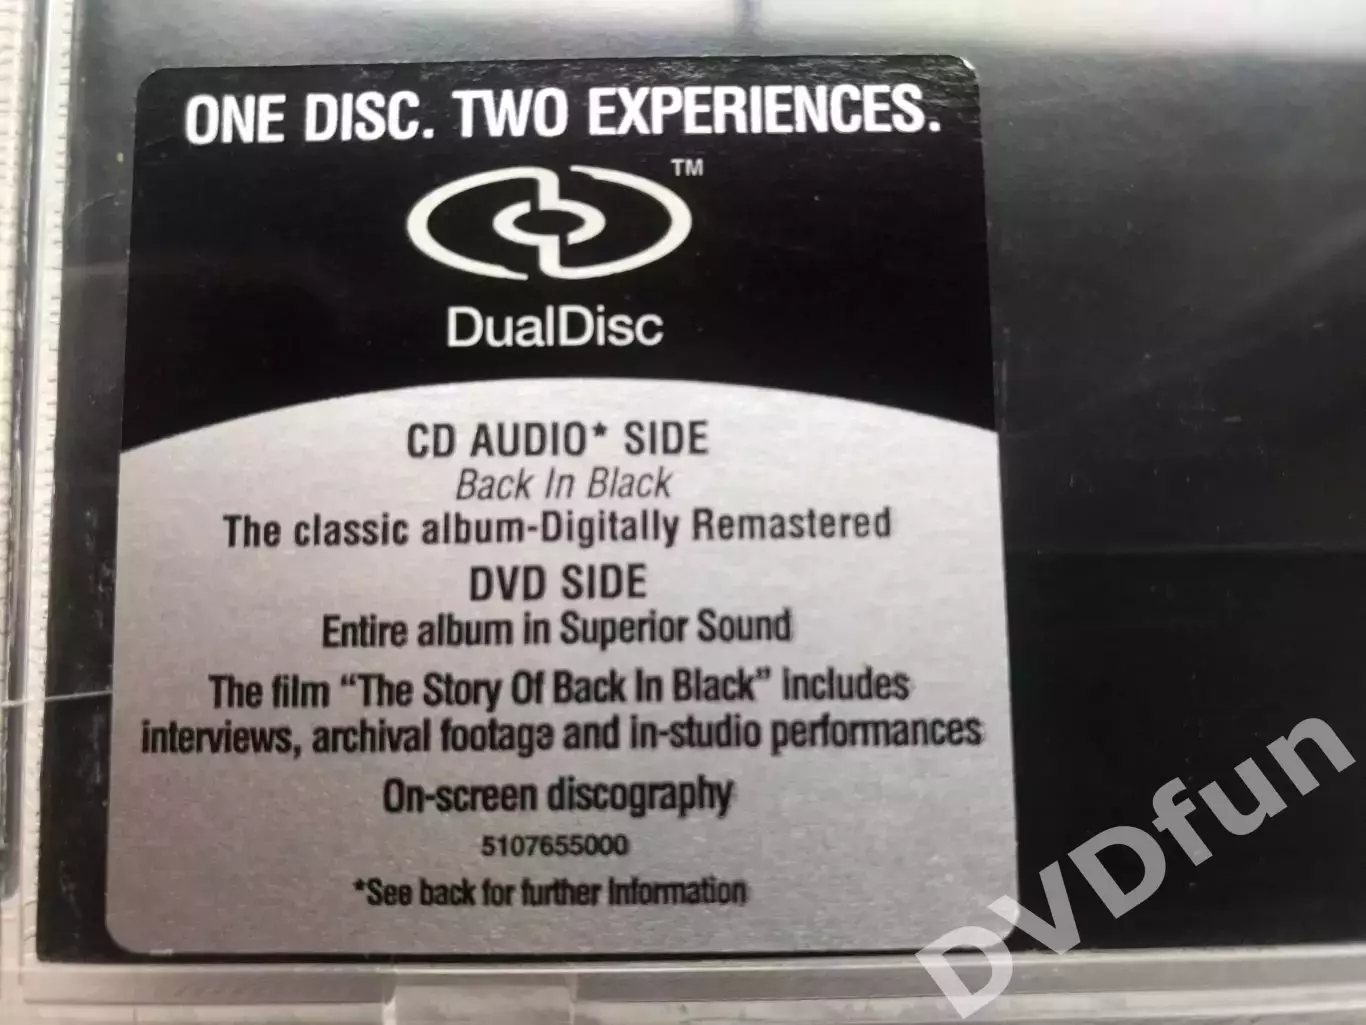 ONE DISC. TWO EXPERIENCES.
TM
DualDisc
CD AUDIO* SIDE
Back In Black
The classic album-Digitally Remastered
DVD SIDE
Entire album in Superior Sound
The film “The Story Of Back In Black” includes
interviews, archival footage and in-studio performances
On-screen discography
5107655000
*See back for further information
DVDfun